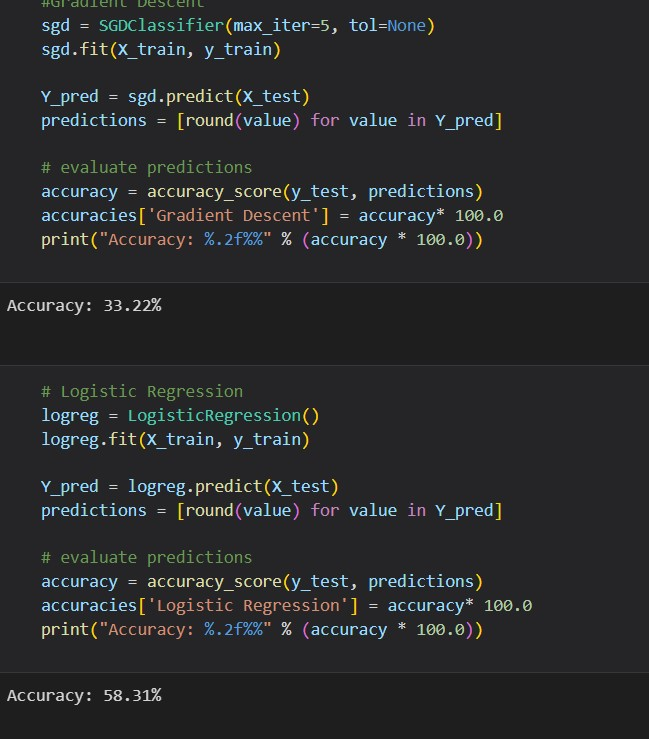 #Gradient Descent
sgd = SGDClassifier(max_iter=5, tol=None)
sgd.fit(X_train, y_train)
Y_pred = sgd.predict(X_test)
predictions = [round(value) for value in Y_pred]
# evaluate predictions
accuracy = accuracy_score(y_test, predictions)
accuracies['Gradient Descent'] = accuracy* 100.0
print("Accuracy: %.2f%%" % (accuracy * 100.0))
Accuracy: 33.22%
# Logistic Regression
logreg = LogisticRegression()
logreg.fit(X_train, y_train)
Y_pred = logreg.predict(X_test)
predictions = [round(value) for value in Y_pred]
# evaluate predictions
accuracy = accuracy_score(y_test, predictions)
accuracies['Logistic Regression'] = accuracy* 100.0
print("Accuracy: %.2f%%" % (accuracy * 100.0))
Accuracy: 58.31%